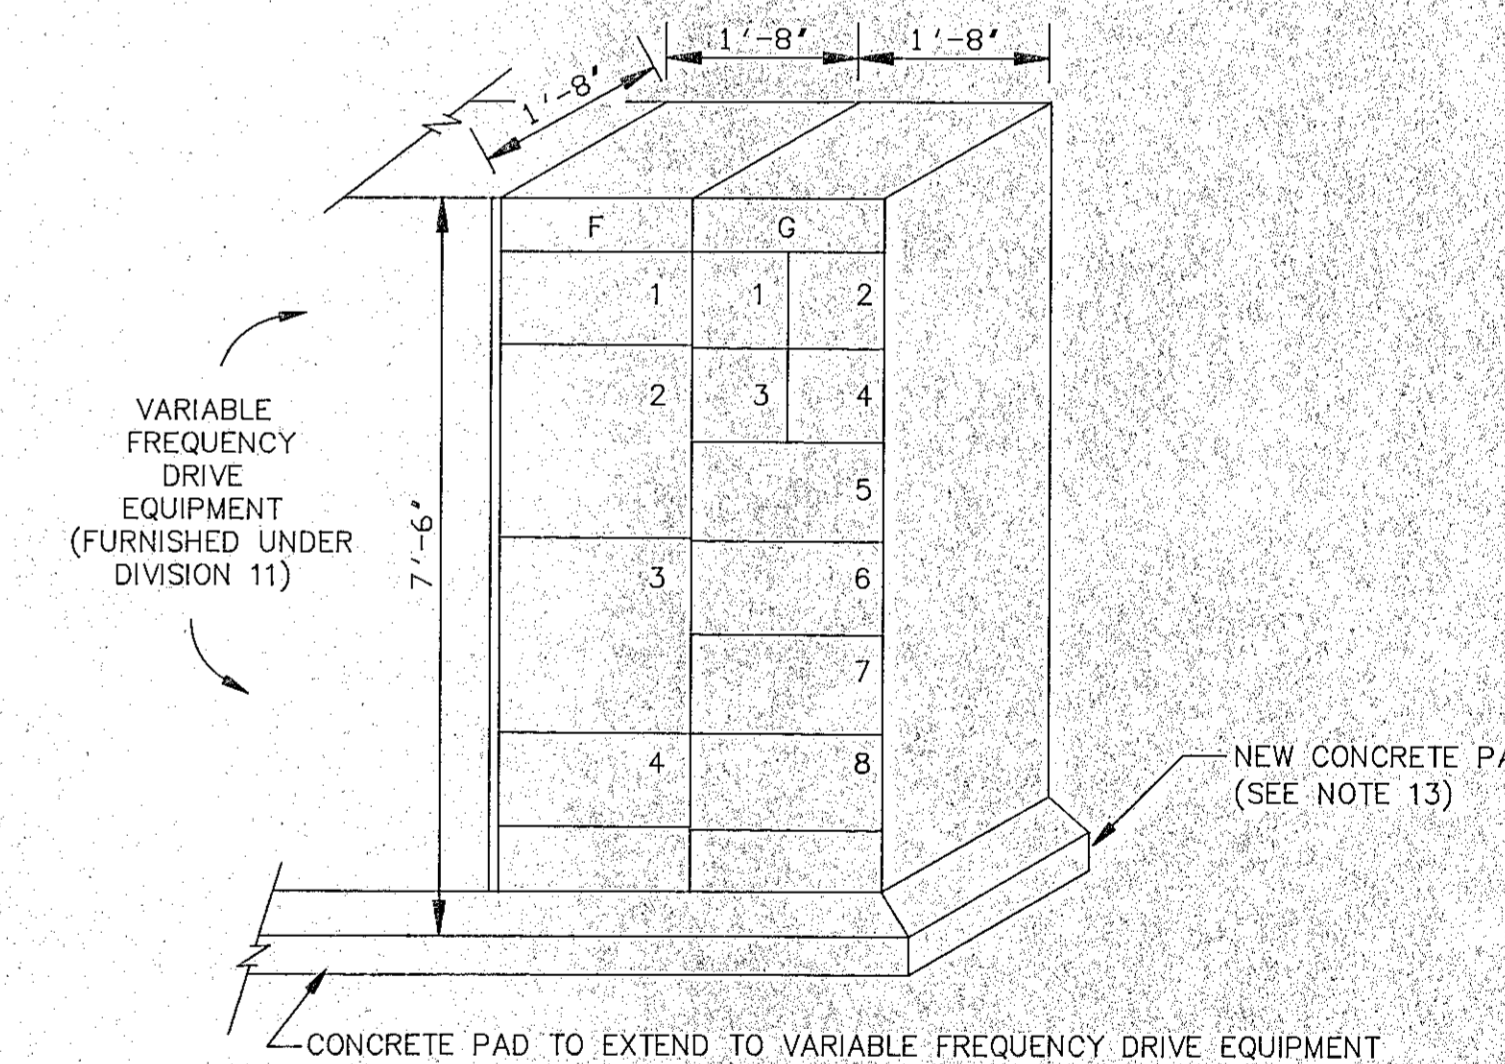 1'-8"
1'-8"
1'-8"
F
G
1
1
2
2
3
4
5
3
6
7
4
8
7'-6"
VARIABLE
FREQUENCY
DRIVE
EQUIPMENT
(FURNISHED UNDER
DIVISION 11)
NEW CONCRETE
(SEE NOTE 13)
CONCRETE PAD TO EXTEND TO VARIABLE FREQUENCY DRIVE EQUIPMENT